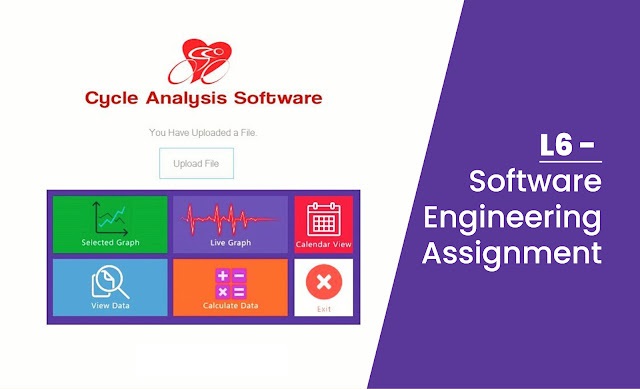 Cycle Analysis Software
You Have Uploaded a File.
Upload File
Selected Graph
Live Graph
Calendar View
View Data
Calculate Data
Exit
L6 -
Software
Engineering
Assignment